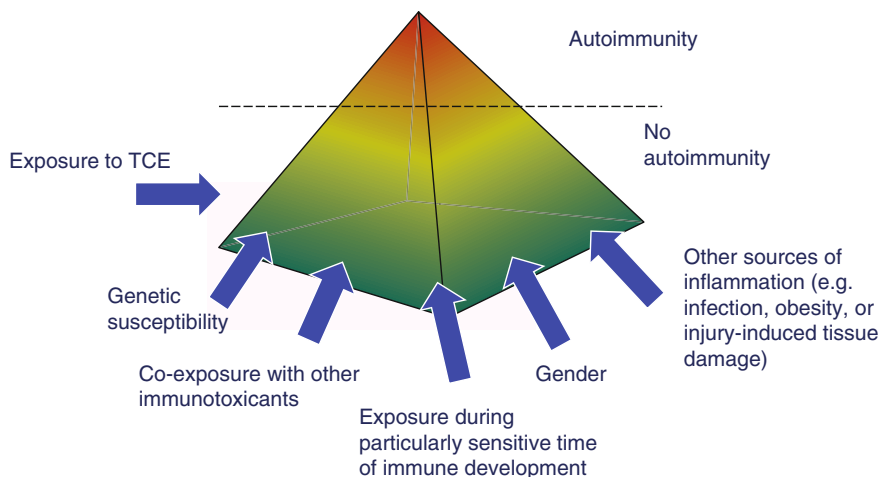 Autoimmunity
No
autoimmunity
Exposure to TCE
Genetic
susceptibility
Co-exposure with other
immunotoxicants
Exposure during
particularly sensitive time
of immune development
Gender
Other sources of
inflammation (e.g.
infection, obesity, or
injury-induced tissue
damage)